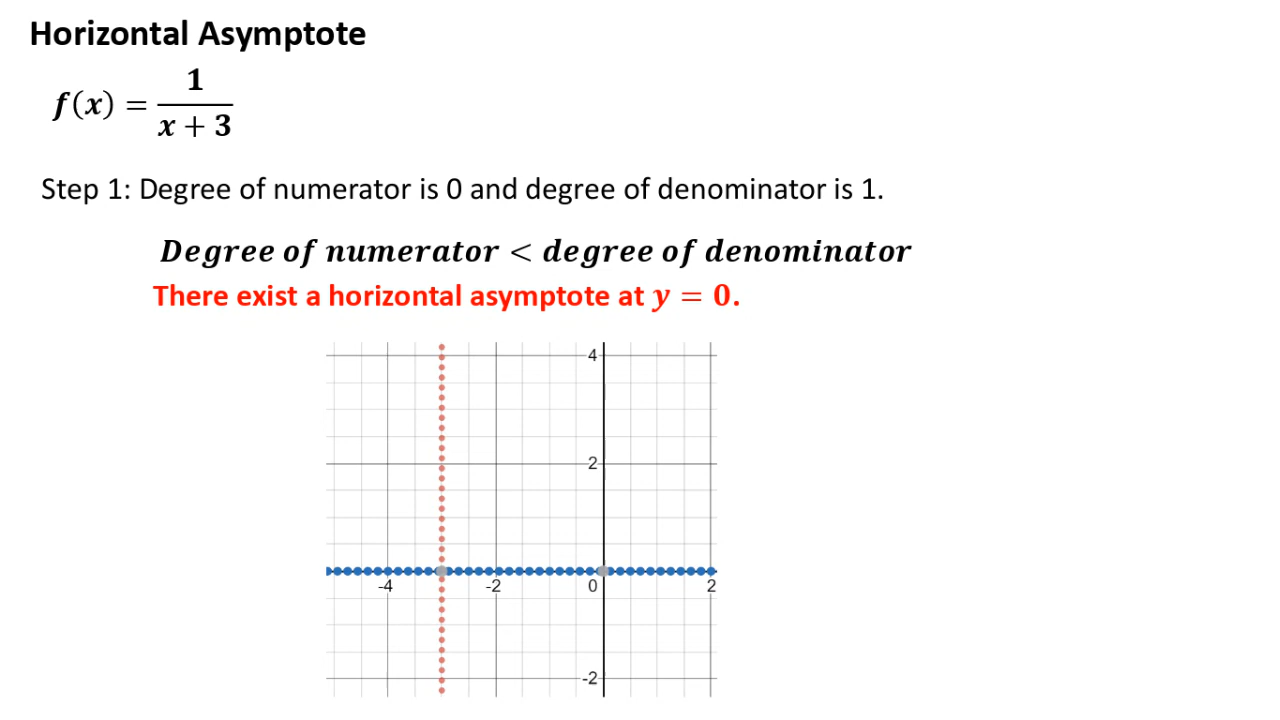 Horizontal Asymptote
f(x) = 1/(x + 3)
Step 1: Degree of numerator is 0 and degree of denominator is 1.
Degree of numerator < degree of denominator
There exist a horizontal asymptote at y = 0.
4
2
-4 -2 0 2
-2